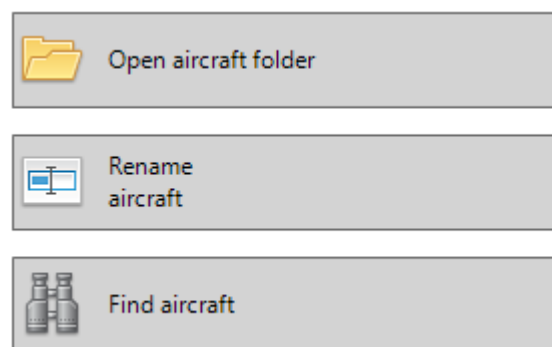 Open aircraft folder
Rename
aircraft
Find aircraft